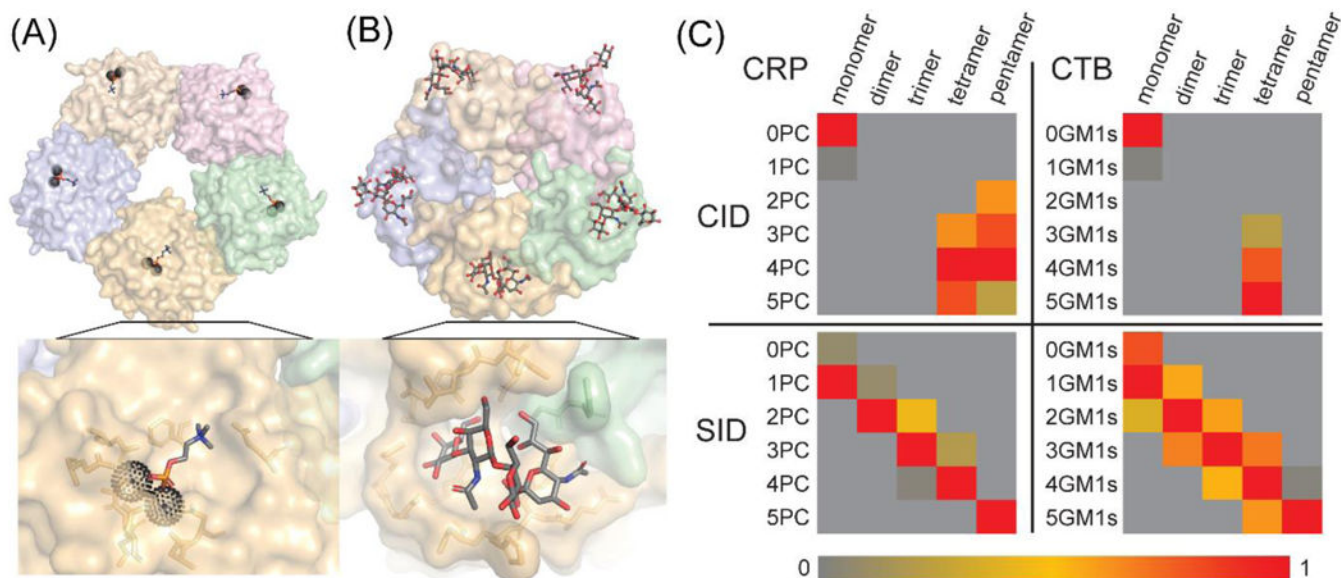 (A)
(B)
(C)
CRP
monomer
dimer
trimer
tetramer
pentamer
CTB
monomer
dimer
trimer
tetramer
pentamer
CID
0PC
1PC
2PC
3PC
4PC
5PC
0GM1s
1GM1s
2GM1s
3GM1s
4GM1s
5GM1s
SID
0PC
1PC
2PC
3PC
4PC
5PC
0GM1s
1GM1s
2GM1s
3GM1s
4GM1s
5GM1s
0
1